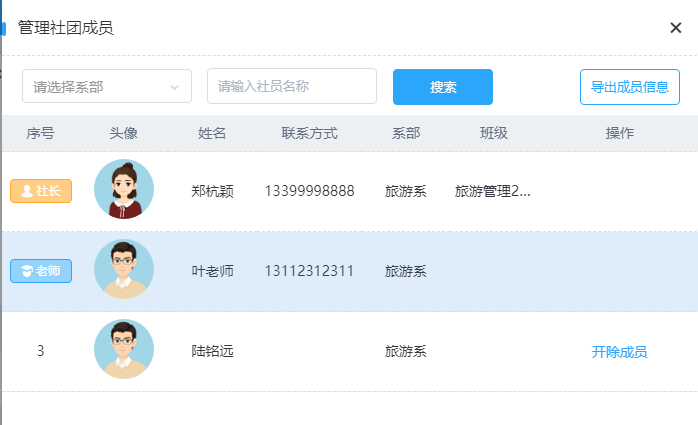 管理社团成员
请选择系部 请输入社员名称 搜索 导出成员信息
序号 头像 姓名 联系方式 系部 班级 操作
社长 郑杭颖 13399998888 旅游系 旅游管理2...
老师 叶老师 13112312311 旅游系
3 陆铭远 旅游系 开除成员